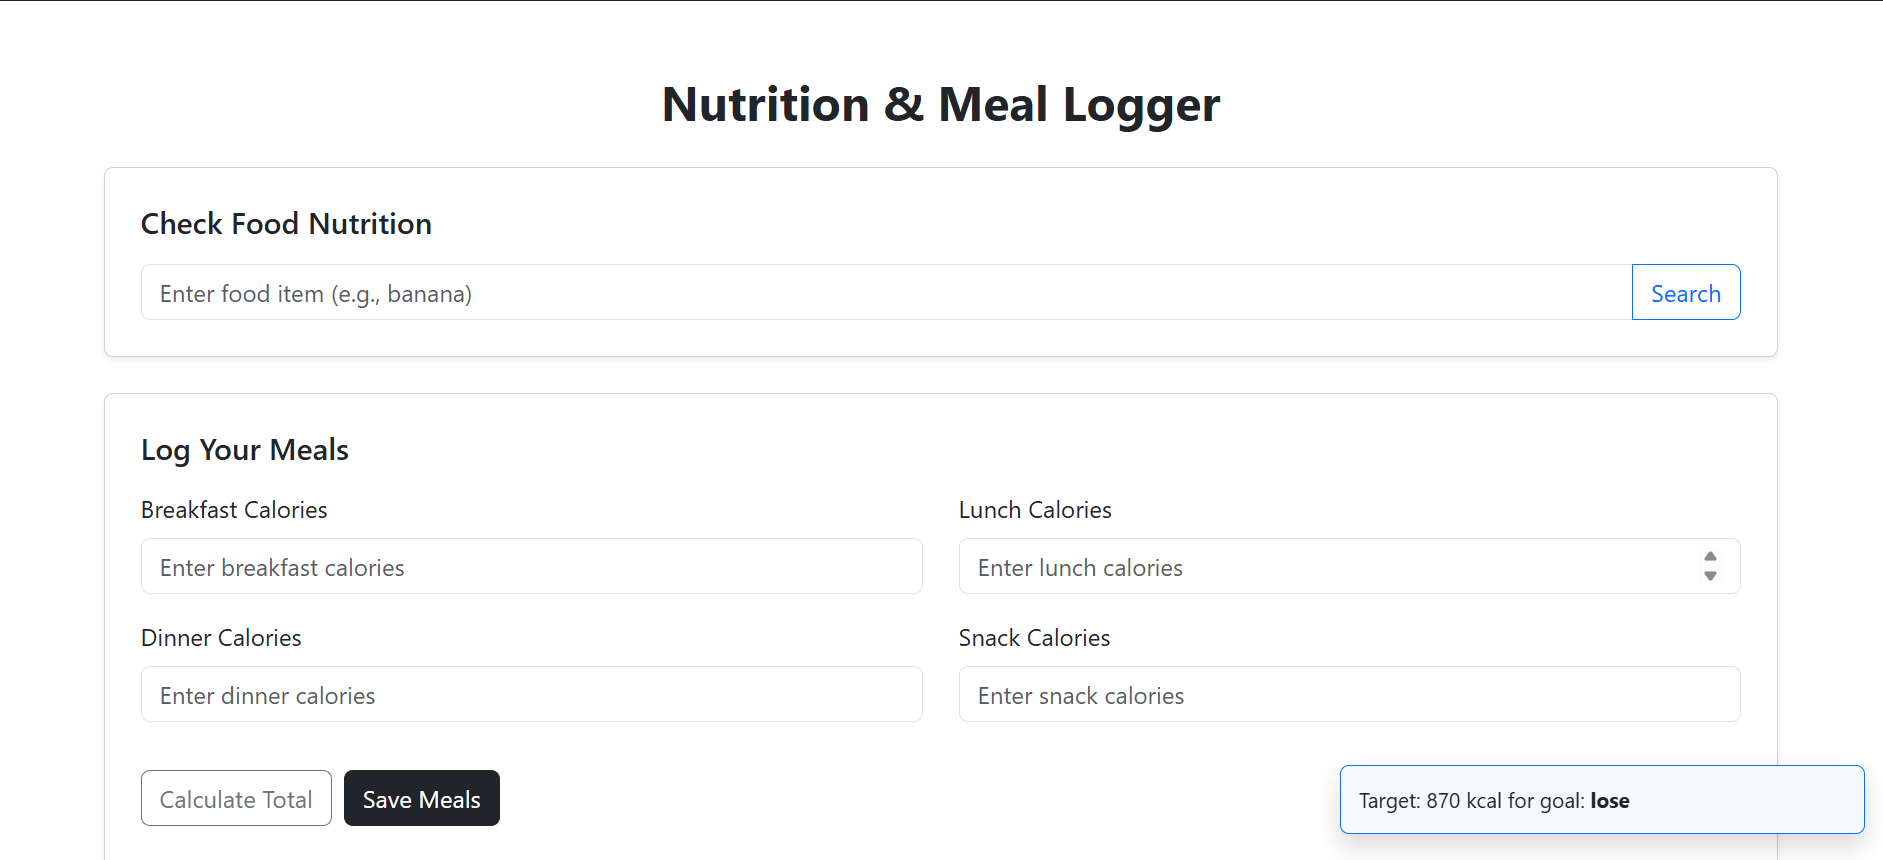 Nutrition & Meal Logger
Check Food Nutrition
Enter food item (e.g., banana)
Search
Log Your Meals
Breakfast Calories
Lunch Calories
Enter breakfast calories
Enter lunch calories
Dinner Calories
Snack Calories
Enter dinner calories
Enter snack calories
Calculate Total
Save Meals
Target: 870 kcal for goal: lose